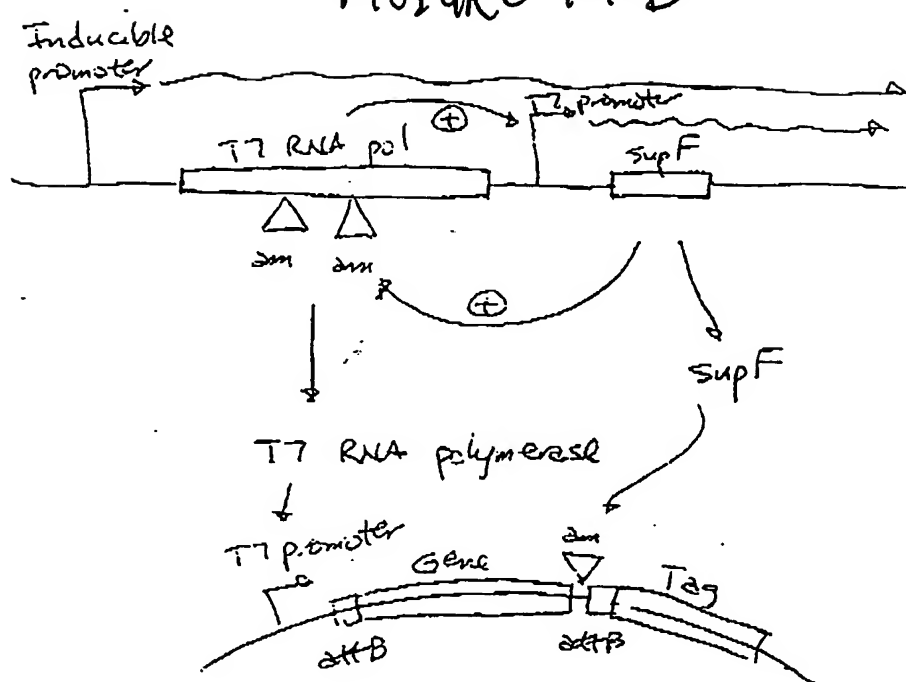 Inducible
promoter
T7 promoter
+
T7 RNA pol
supF
am am
+
supF
T7 RNA polymerase
T7 promoter
am
Gene
Tag
attB
attB